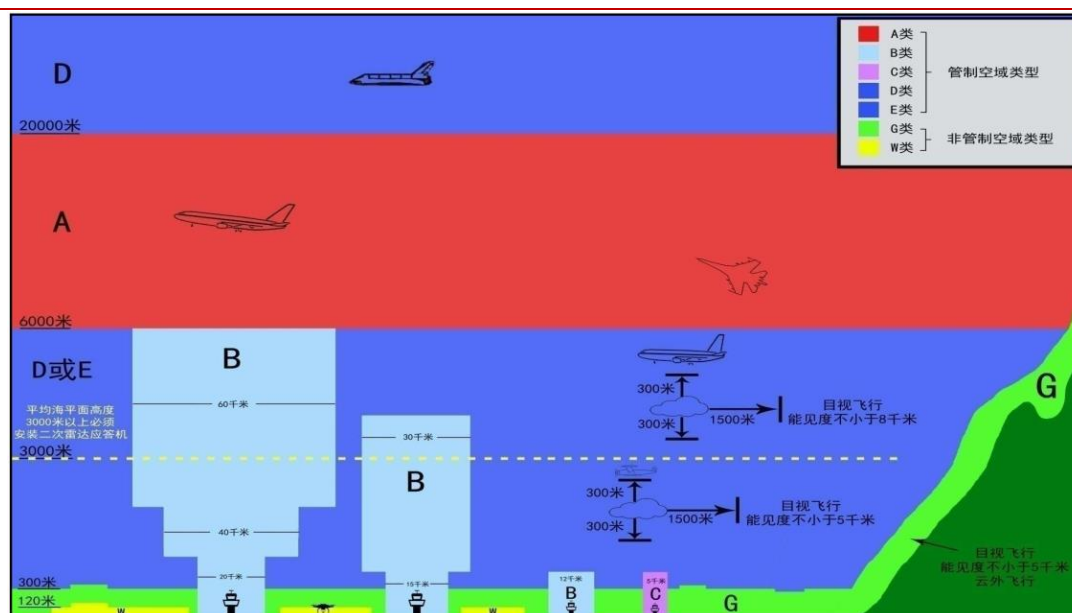 D
A类
B类
C类
D类
E类
G类
W类
管制空域类型
非管制空域类型
20000米
A
6000米
D或E
平均海平面高度
3000米以上必须
安装二次雷达应答机
3000米
B
60千米
40千米
20千米
30千米
B
15千米
300米
300米
1500米
目视飞行
能见度不小于8千米
300米
300米
1500米
目视飞行
能见度不小于5千米
G
目视飞行
能见度不小于5千米
云外飞行
300米
120米
W
W
12千米
B
5千米
C
G